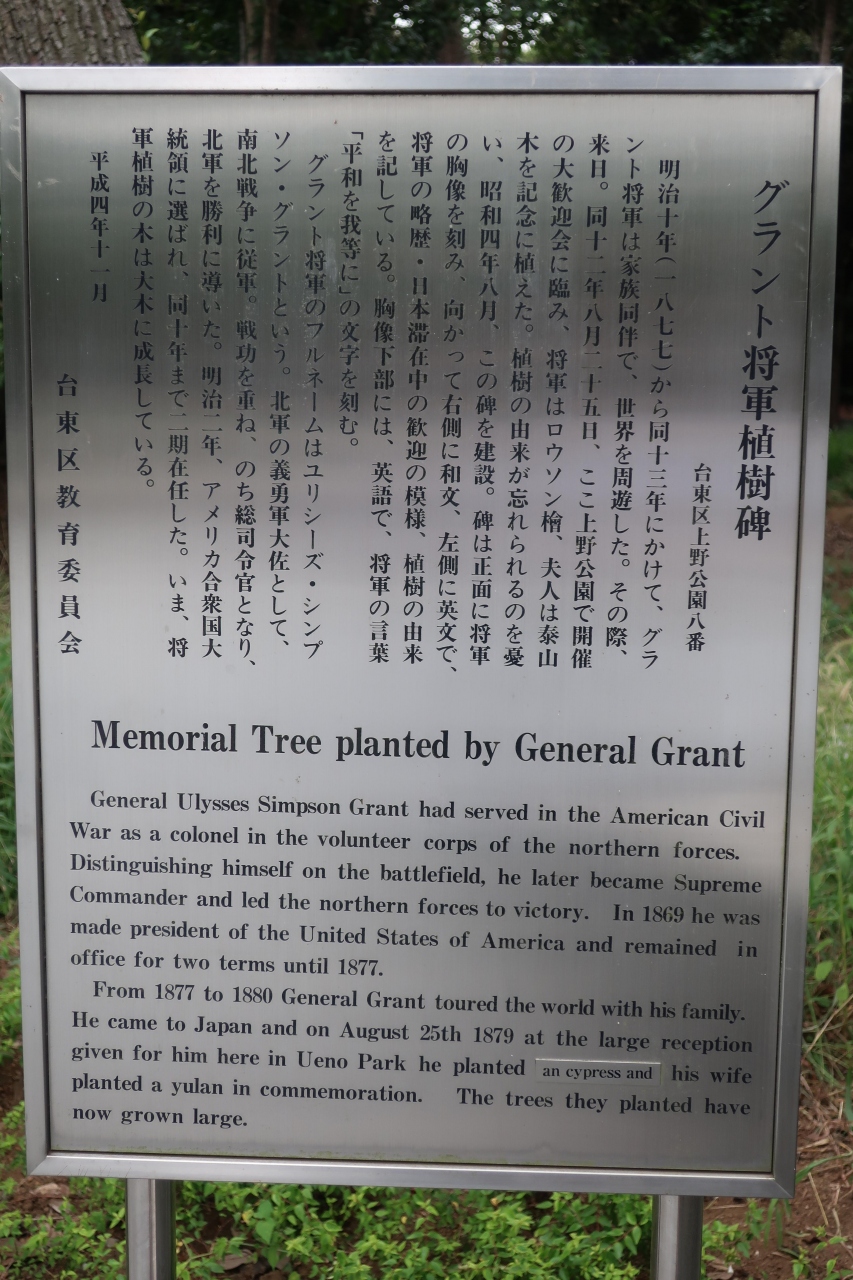 グラント将軍植樹碑
台東区上野公園八番
明治十年(一八七七)から同十三年にかけて、グラ
ント将軍は家族同伴で、世界を周遊した。その際、
来日。同十二年八月二十五日、ここ上野公園で開催
の大歓迎会に臨み、将軍はロウソン檜、夫人は泰山
木を記念に植えた。植樹の由来が忘れられるのを憂
い、昭和四年八月、この碑を建設。碑は正面に将軍
の胸像を刻み、向かって右側に和文、左側に英文で、
将軍の略歴・日本滞在中の歓迎の模様、植樹の由来
を記している。胸像下部には、英語で、将軍の言葉
「平和を我等に」の文字を刻む。
グラント将軍のフルネームはユリシーズ・シンプ
ソン・グラントという。北軍の義勇軍大佐として、
南北戦争に従軍。戦功を重ね、のち総司令官となり、
北軍を勝利に導いた。明治二年、アメリカ合衆国大
統領に選ばれ、同十年まで二期在任した。いま、将
軍植樹の木は大木に成長している。
平成四年十一月
台東区教育委員会
Memorial Tree planted by General Grant
General Ulysses Simpson Grant had served in the American Civil
War as a colonel in the volunteer corps of the northern forces.
Distinguishing himself on the battlefield, he later became Supreme
Commander and led the northern forces to victory. In 1869 he was
made president of the United States of America and remained in
office for two terms until 1877.
From 1877 to 1880 General Grant toured the world with his family.
He came to Japan and on August 25th 1879 at the large reception
given for him here in Ueno Park he planted an cypress and his wife
planted a yulan in commemoration. The trees they planted have
now grown large.